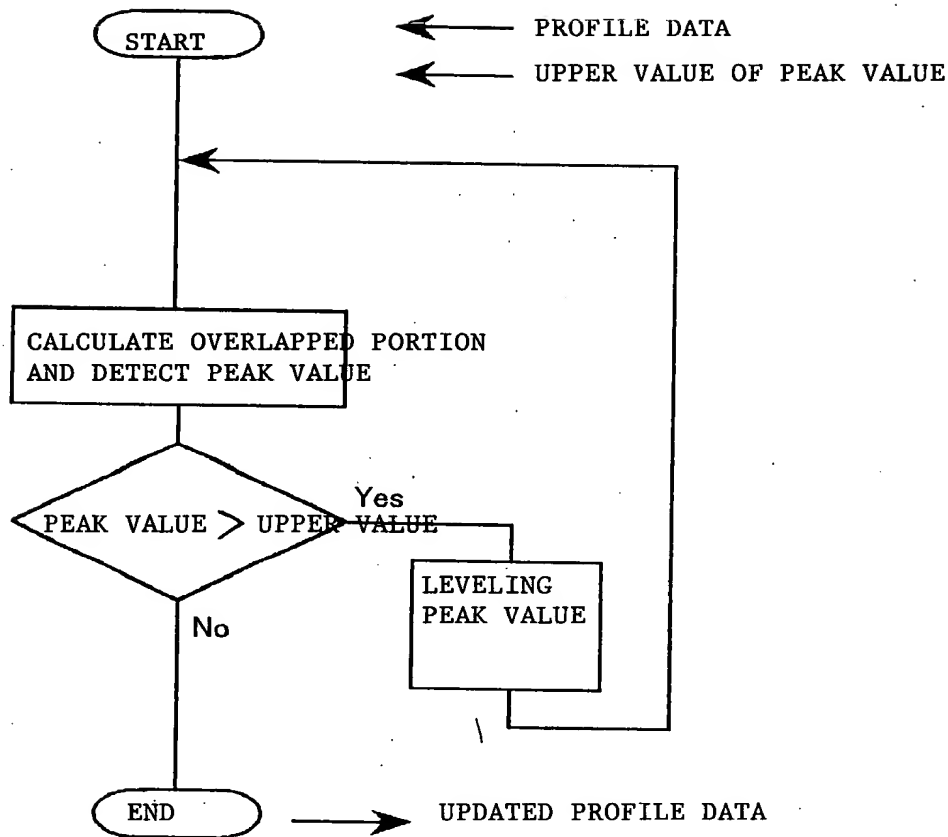 START
PROFILE DATA
UPPER VALUE OF PEAK VALUE
CALCULATE OVERLAPPED PORTION
AND DETECT PEAK VALUE
Yes
PEAK VALUE > UPPER VALUE
LEVELING
PEAK VALUE
No
END
UPDATED PROFILE DATA